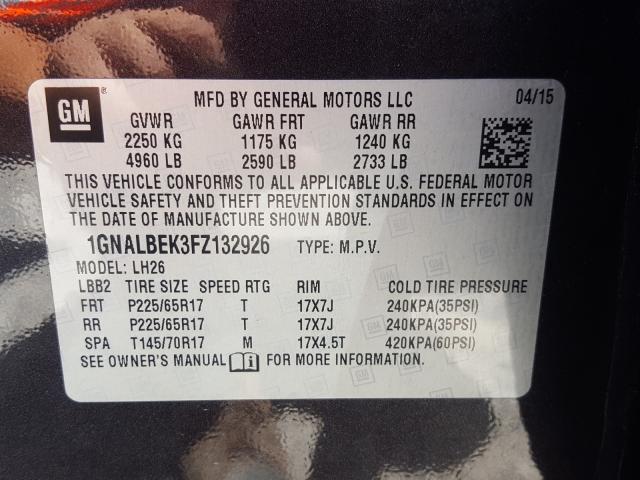 GM
MFD BY GENERAL MOTORS LLC 04/15
GVWR GAWR FRT GAWR RR
2250 KG 1175 KG 1240 KG
4960 LB 2590 LB 2733 LB
THIS VEHICLE CONFORMS TO ALL APPLICABLE U.S. FEDERAL MOTOR
VEHICLE SAFETY AND THEFT PREVENTION STANDARDS IN EFFECT ON
THE DATE OF MANUFACTURE SHOWN ABOVE.
1GNALBEK3FZ132926 TYPE: M.P.V.
MODEL: LH26
LBB2 TIRE SIZE SPEED RTG RIM COLD TIRE PRESSURE
FRT P225/65R17 T 17X7J 240KPA(35PSI)
RR P225/65R17 T 17X7J 240KPA(35PSI)
SPA T145/70R17 M 17X4.5T 420KPA(60PSI)
SEE OWNER'S MANUAL FOR MORE INFORMATION.